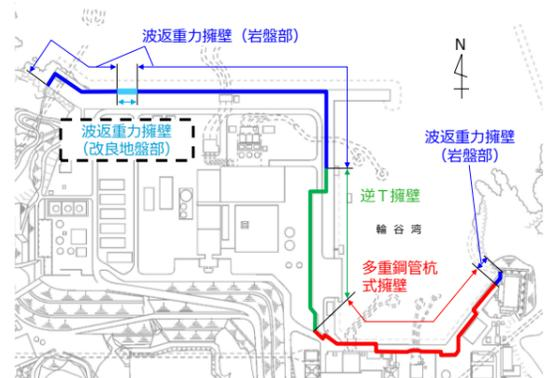 波返重力擁壁（岩盤部）
N
波返重力擁壁
（改良地盤部）
波返重力擁壁
（岩盤部）
逆Ｔ擁壁
輪谷湾
多重鋼管杭
式擁壁